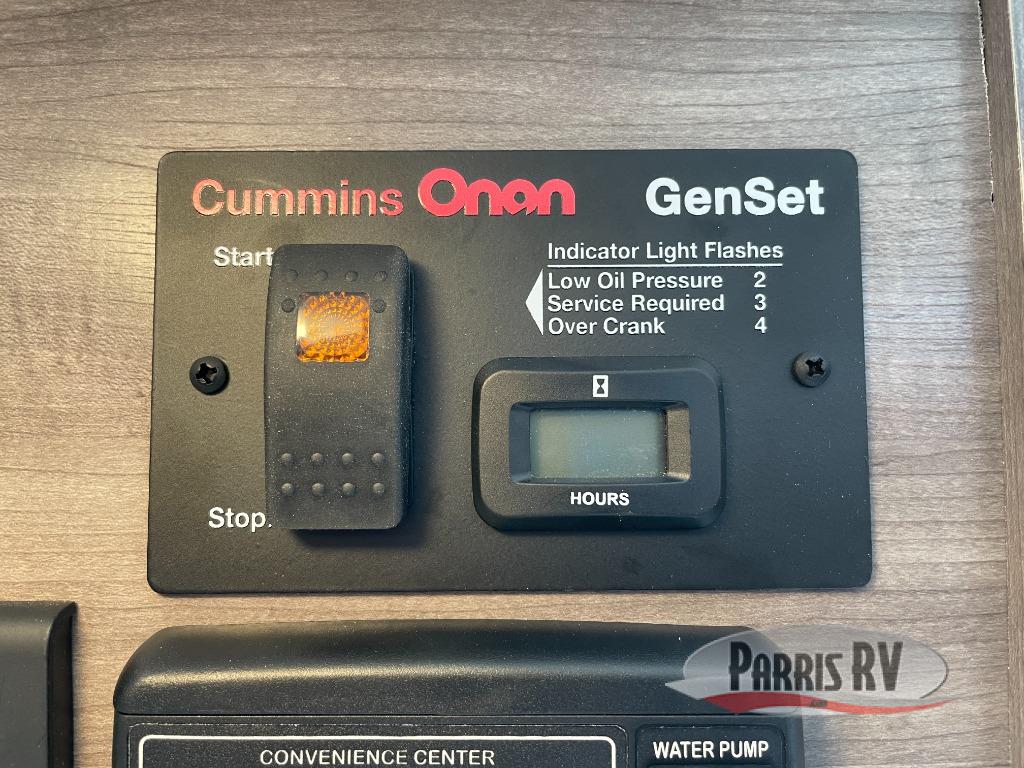 Cummins Onan GenSet
Start
Indicator Light Flashes
Low Oil Pressure 2
Service Required 3
Over Crank 4
HOURS
Stop
PARRIS RV
.com
CONVENIENCE CENTER
WATER PUMP